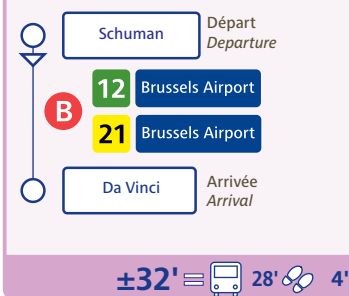 Schuman
Départ
Departure
B
12 Brussels Airport
21 Brussels Airport
Da Vinci
Arrivée
Arrival
±32' = 28' 4'